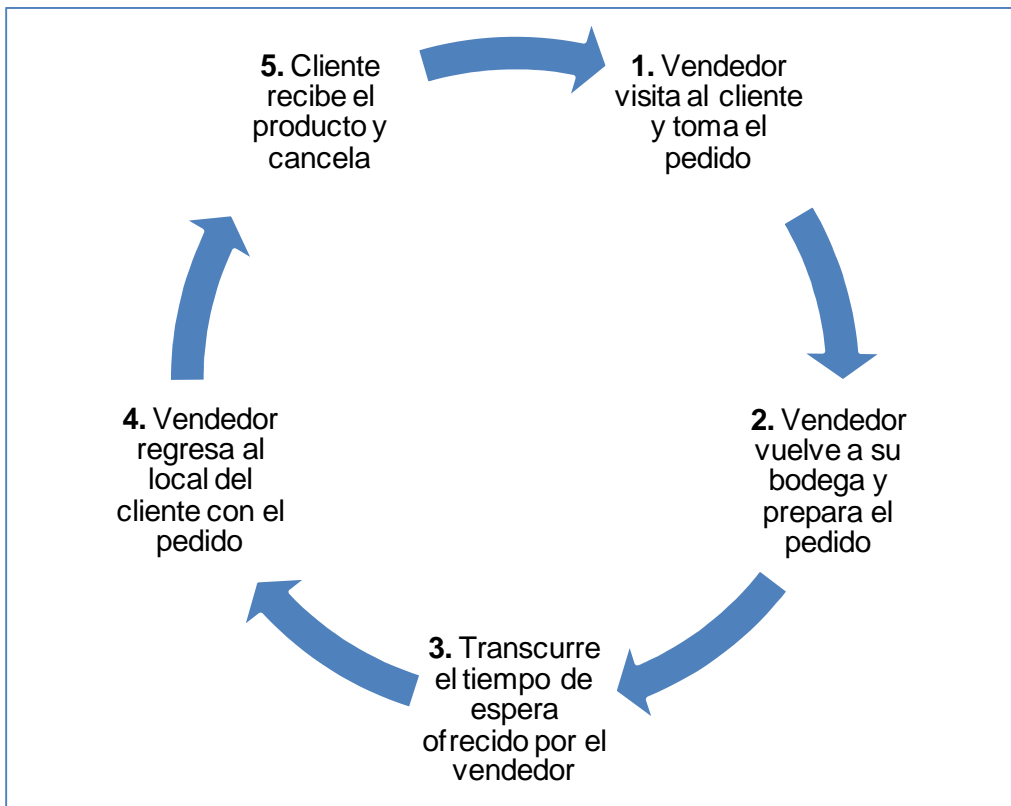 1. Vendedor
visita al cliente
y toma el
pedido
2. Vendedor
vuelve a su
bodega y
prepara el
pedido
3. Transcurre
el tiempo de
espera
ofrecido por el
vendedor
4. Vendedor
regresa al
local del
cliente con el
pedido
5. Cliente
recibe el
producto y
cancela